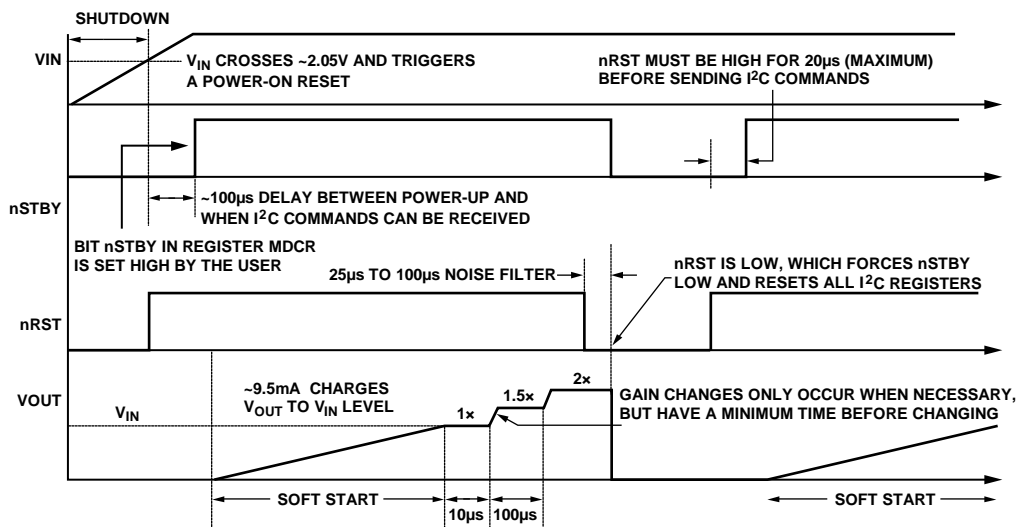 SHUTDOWN
VIN
VIN CROSSES ~2.05V AND TRIGGERS
A POWER-ON RESET
nRST MUST BE HIGH FOR 20µs (MAXIMUM)
BEFORE SENDING I2C COMMANDS
nSTBY
~100µs DELAY BETWEEN POWER-UP AND
WHEN I2C COMMANDS CAN BE RECEIVED
BIT nSTBY IN REGISTER MDCR
IS SET HIGH BY THE USER
25µs TO 100µs NOISE FILTER
nRST IS LOW, WHICH FORCES nSTBY
LOW AND RESETS ALL I2C REGISTERS
nRST
VOUT
~9.5mA CHARGES
VOUT TO VIN LEVEL
VIN
1×
1.5×
2×
GAIN CHANGES ONLY OCCUR WHEN NECESSARY,
BUT HAVE A MINIMUM TIME BEFORE CHANGING
SOFT START
10µs
100µs
SOFT START